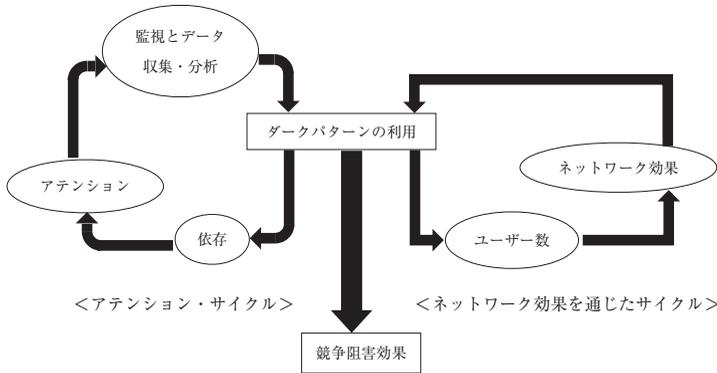 監視とデータ
収集・分析
ダークパターンの利用
アテンション
ネットワーク効果
依存
ユーザー数
＜アテンション・サイクル＞
＜ネットワーク効果を通じたサイクル＞
競争阻害効果